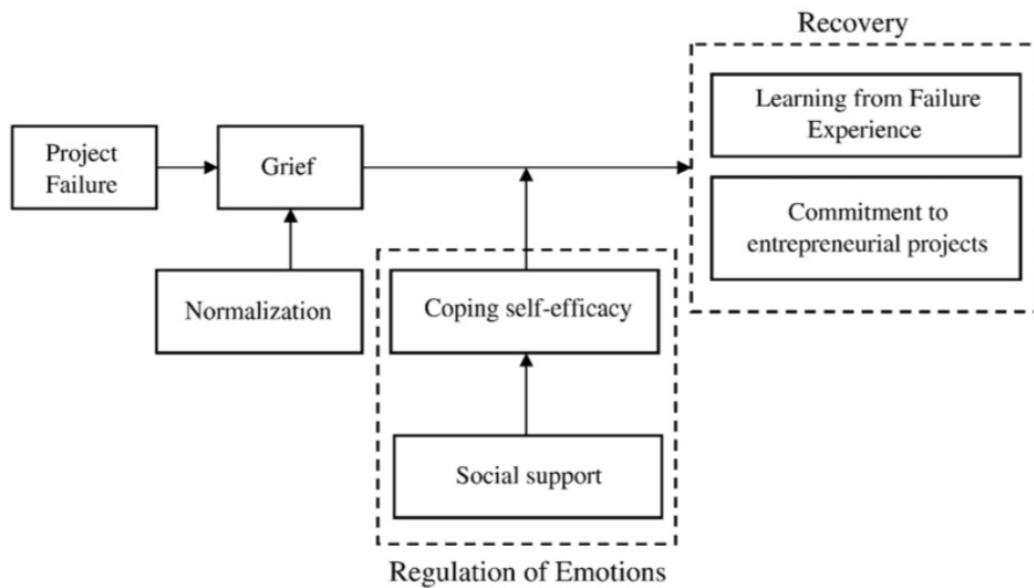 Recovery
Learning from Failure
Experience
Project
Failure
Grief
Commitment to
entrepreneurial projects
Normalization
Coping self-efficacy
Social support
Regulation of Emotions